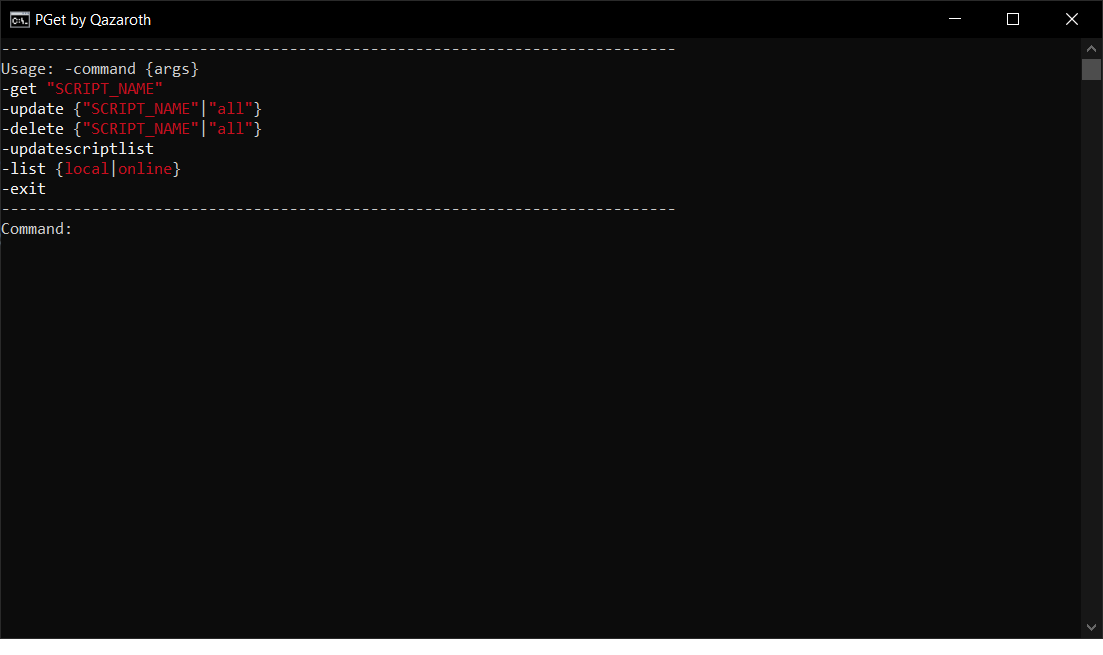 PGet by Qazaroth
---------------------------------------------------------------------------
Usage: -command {args}
-get "SCRIPT_NAME"
-update {"SCRIPT_NAME"|"all"}
-delete {"SCRIPT_NAME"|"all"}
-updatescriptlist
-list {local|online}
-exit
---------------------------------------------------------------------------
Command: